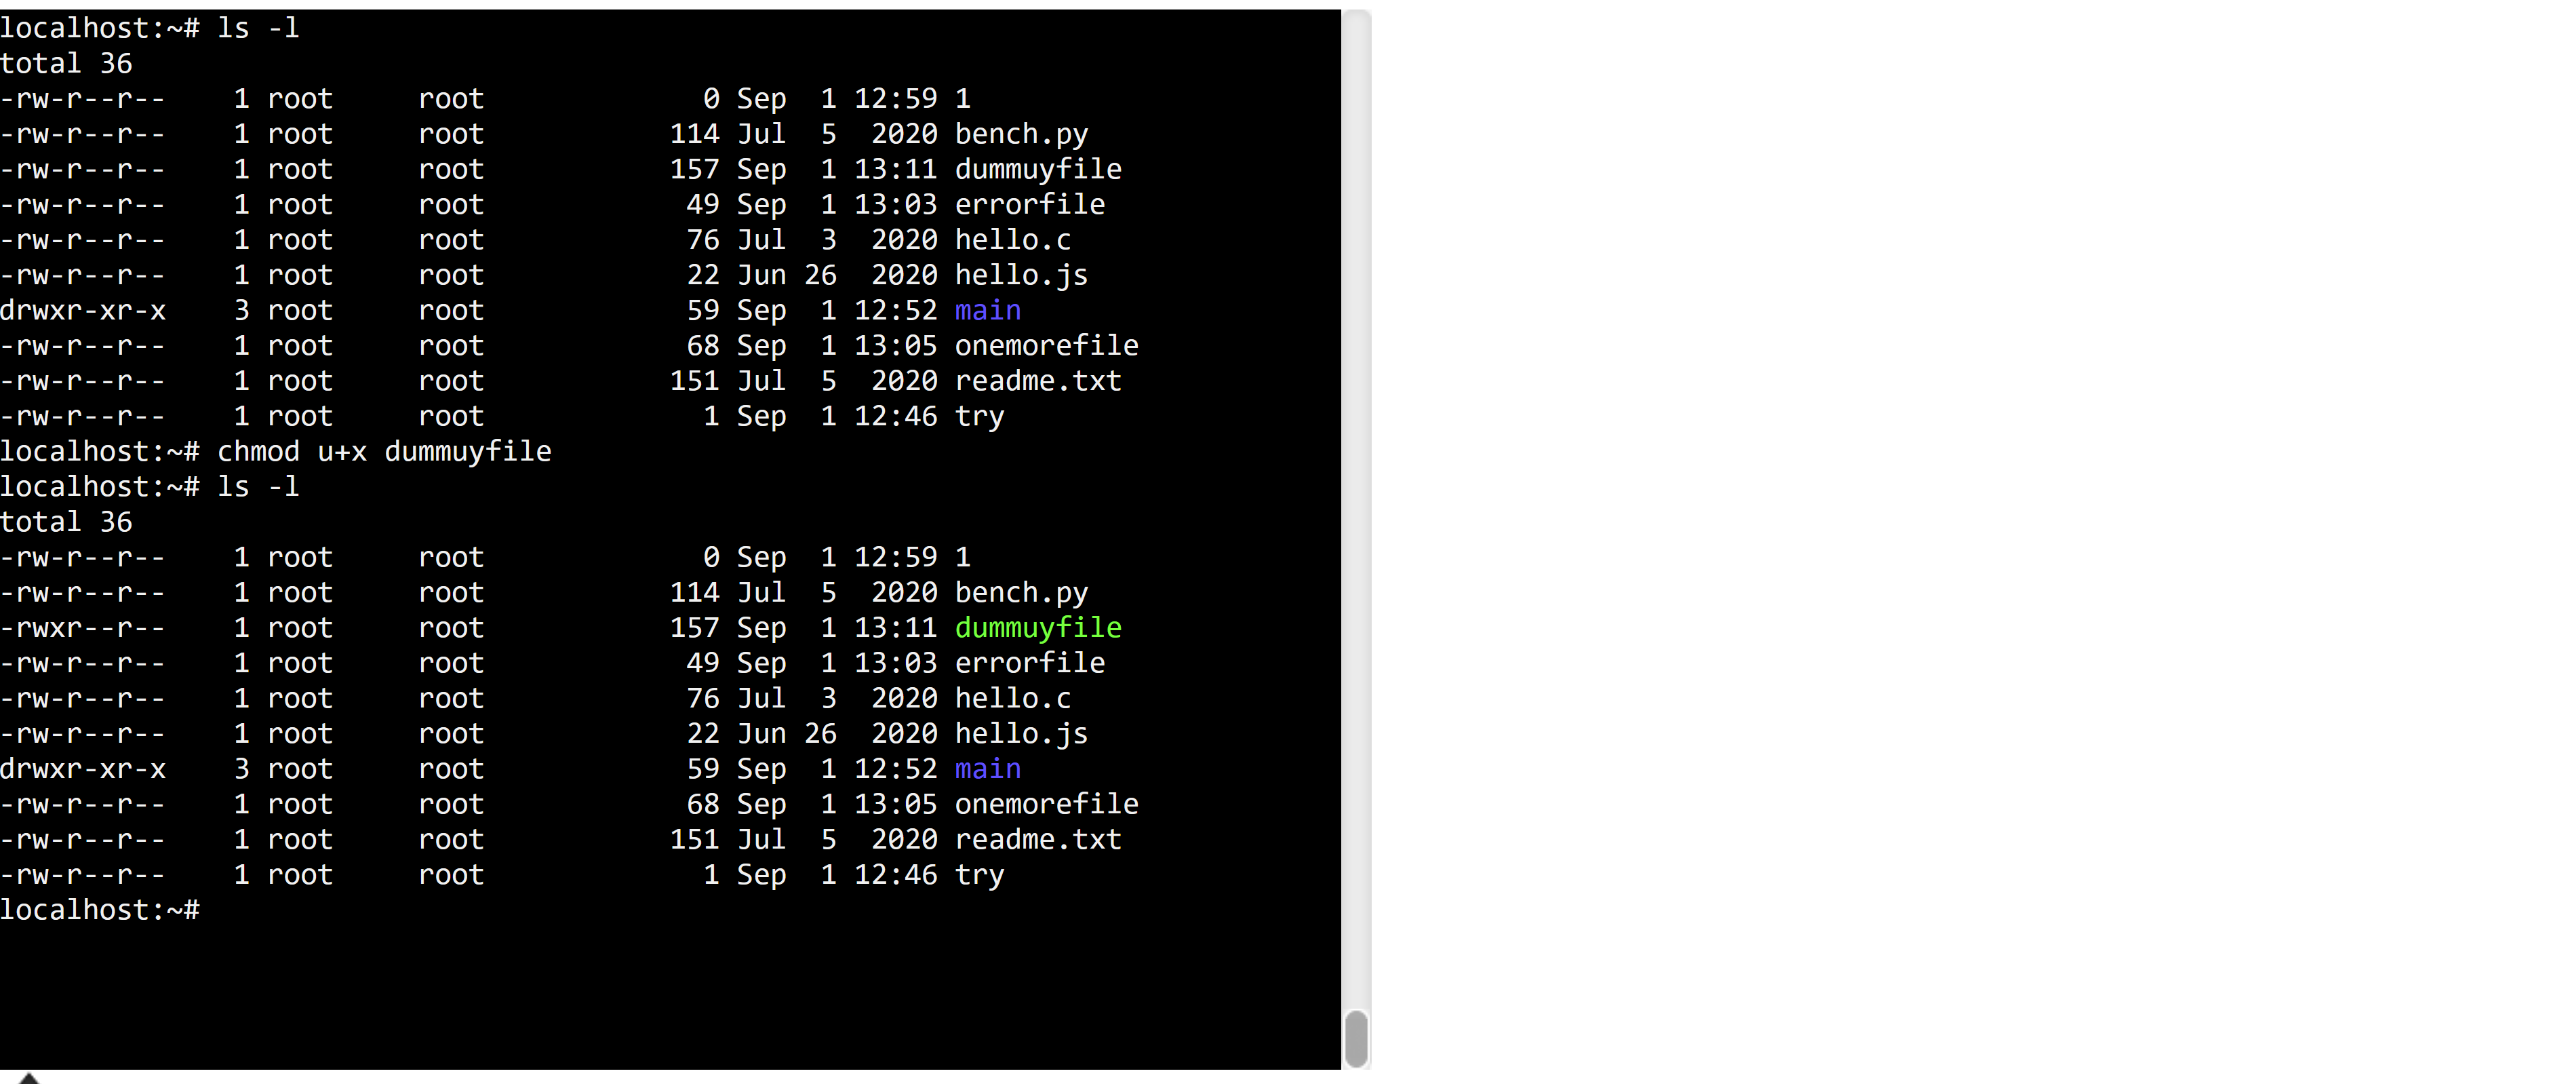 localhost:~# ls -l
total 36
-rw-r--r--    1 root     root             0 Sep  1 12:59 1
-rw-r--r--    1 root     root           114 Jul  5  2020 bench.py
-rw-r--r--    1 root     root           157 Sep  1 13:11 dummuyfile
-rw-r--r--    1 root     root            49 Sep  1 13:03 errorfile
-rw-r--r--    1 root     root            76 Jul  3  2020 hello.c
-rw-r--r--    1 root     root            22 Jun 26  2020 hello.js
drwxr-xr-x    3 root     root            59 Sep  1 12:52 main
-rw-r--r--    1 root     root            68 Sep  1 13:05 onemorefile
-rw-r--r--    1 root     root           151 Jul  5  2020 readme.txt
-rw-r--r--    1 root     root             1 Sep  1 12:46 try
localhost:~# chmod u+x dummuyfile
localhost:~# ls -l
total 36
-rw-r--r--    1 root     root             0 Sep  1 12:59 1
-rw-r--r--    1 root     root           114 Jul  5  2020 bench.py
-rwxr--r--    1 root     root           157 Sep  1 13:11 dummuyfile
-rw-r--r--    1 root     root            49 Sep  1 13:03 errorfile
-rw-r--r--    1 root     root            76 Jul  3  2020 hello.c
-rw-r--r--    1 root     root            22 Jun 26  2020 hello.js
drwxr-xr-x    3 root     root            59 Sep  1 12:52 main
-rw-r--r--    1 root     root            68 Sep  1 13:05 onemorefile
-rw-r--r--    1 root     root           151 Jul  5  2020 readme.txt
-rw-r--r--    1 root     root             1 Sep  1 12:46 try
localhost:~#